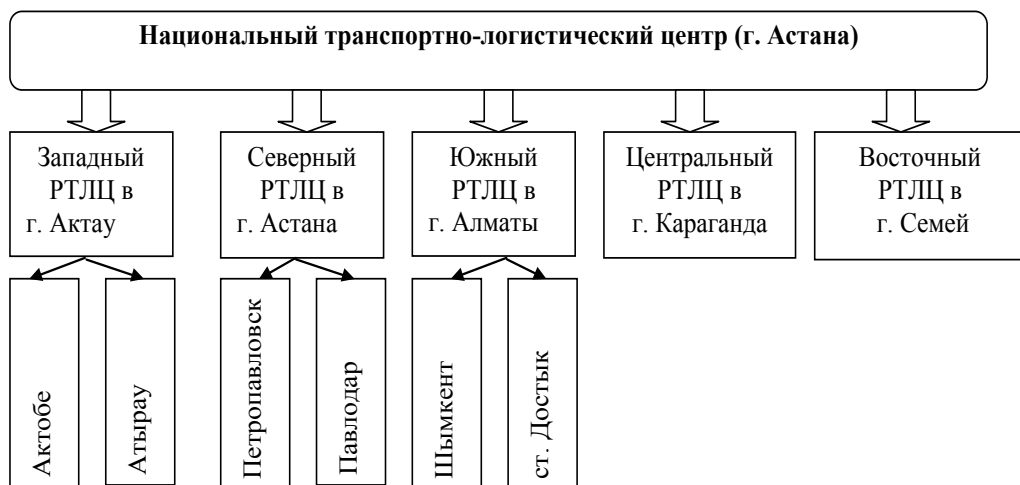 Национальный транспортно-логистический центр (г. Астана)
Западный
РТЛЦ в
г. Актау
Северный
РТЛЦ в
г. Астана
Южный
РТЛЦ в
г. Алматы
Центральный
РТЛЦ в
г. Караганда
Восточный
РТЛЦ в
г. Семей
Актобе
Атырау
Петропавловск
Павлодар
Шымкент
ст. Достык